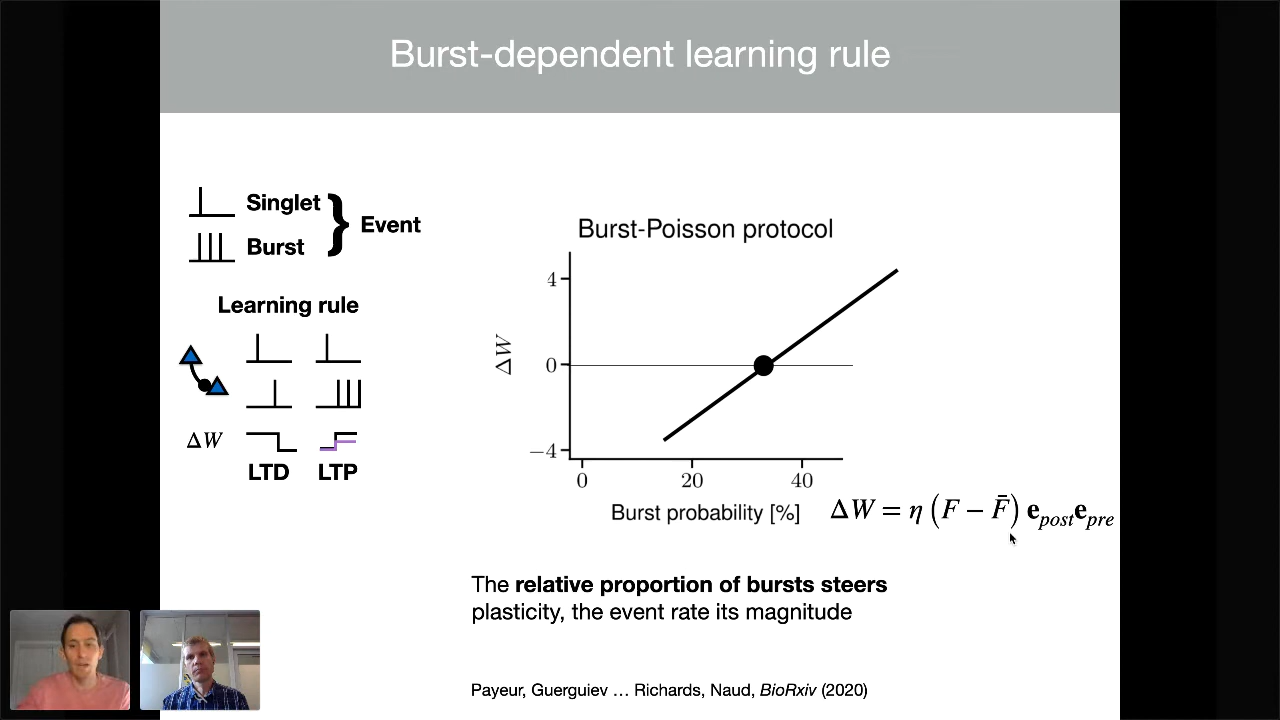 Burst-dependent learning rule
Singlet
Burst
} Event
Learning rule
ΔW
LTD LTP
Burst-Poisson protocol
ΔW
4
0
−4
0 20 40
Burst probability [%]
ΔW = η (F − F̄) e_post e_pre
The relative proportion of bursts steers
plasticity, the event rate its magnitude
Payeur, Guerguiev … Richards, Naud, BioRxiv (2020)